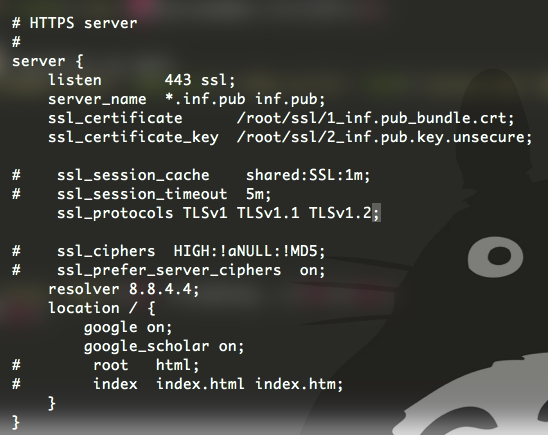 # HTTPS server
#
server {
    listen       443 ssl;
    server_name  *.inf.pub inf.pub;
    ssl_certificate      /root/ssl/1_inf.pub_bundle.crt;
    ssl_certificate_key  /root/ssl/2_inf.pub.key.unsecure;

#    ssl_session_cache    shared:SSL:1m;
#    ssl_session_timeout  5m;
     ssl_protocols TLSv1 TLSv1.1 TLSv1.2;

#    ssl_ciphers  HIGH:!aNULL:!MD5;
#    ssl_prefer_server_ciphers  on;
    resolver 8.8.4.4;
    location / {
        google on;
        google_scholar on;
#        root   html;
#        index  index.html index.htm;
    }
}